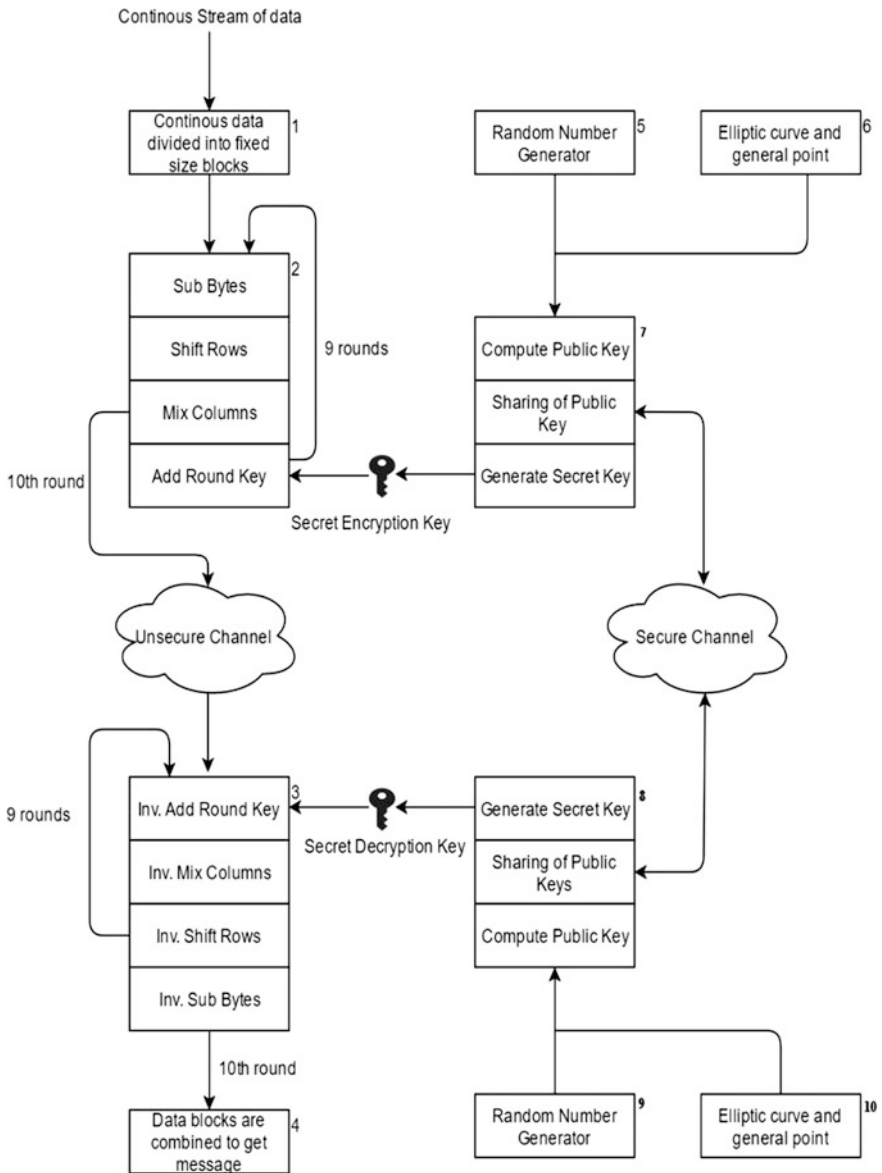 Continous Stream of data
Continous data
divided into fixed
size blocks
1
Random Number
Generator
5
Elliptic curve and
general point
6
2
Sub Bytes
Shift Rows
Mix Columns
Add Round Key
9 rounds
10th round
7
Compute Public Key
Sharing of Public
Key
Generate Secret Key
Secret Encryption Key
Unsecure Channel
Secure Channel
3
Inv. Add Round Key
Inv. Mix Columns
Inv. Shift Rows
Inv. Sub Bytes
9 rounds
10th round
Secret Decryption Key
8
Generate Secret Key
Sharing of Public
Keys
Compute Public Key
Data blocks are
combined to get
message
4
Random Number
Generator
9
Elliptic curve and
general point
10